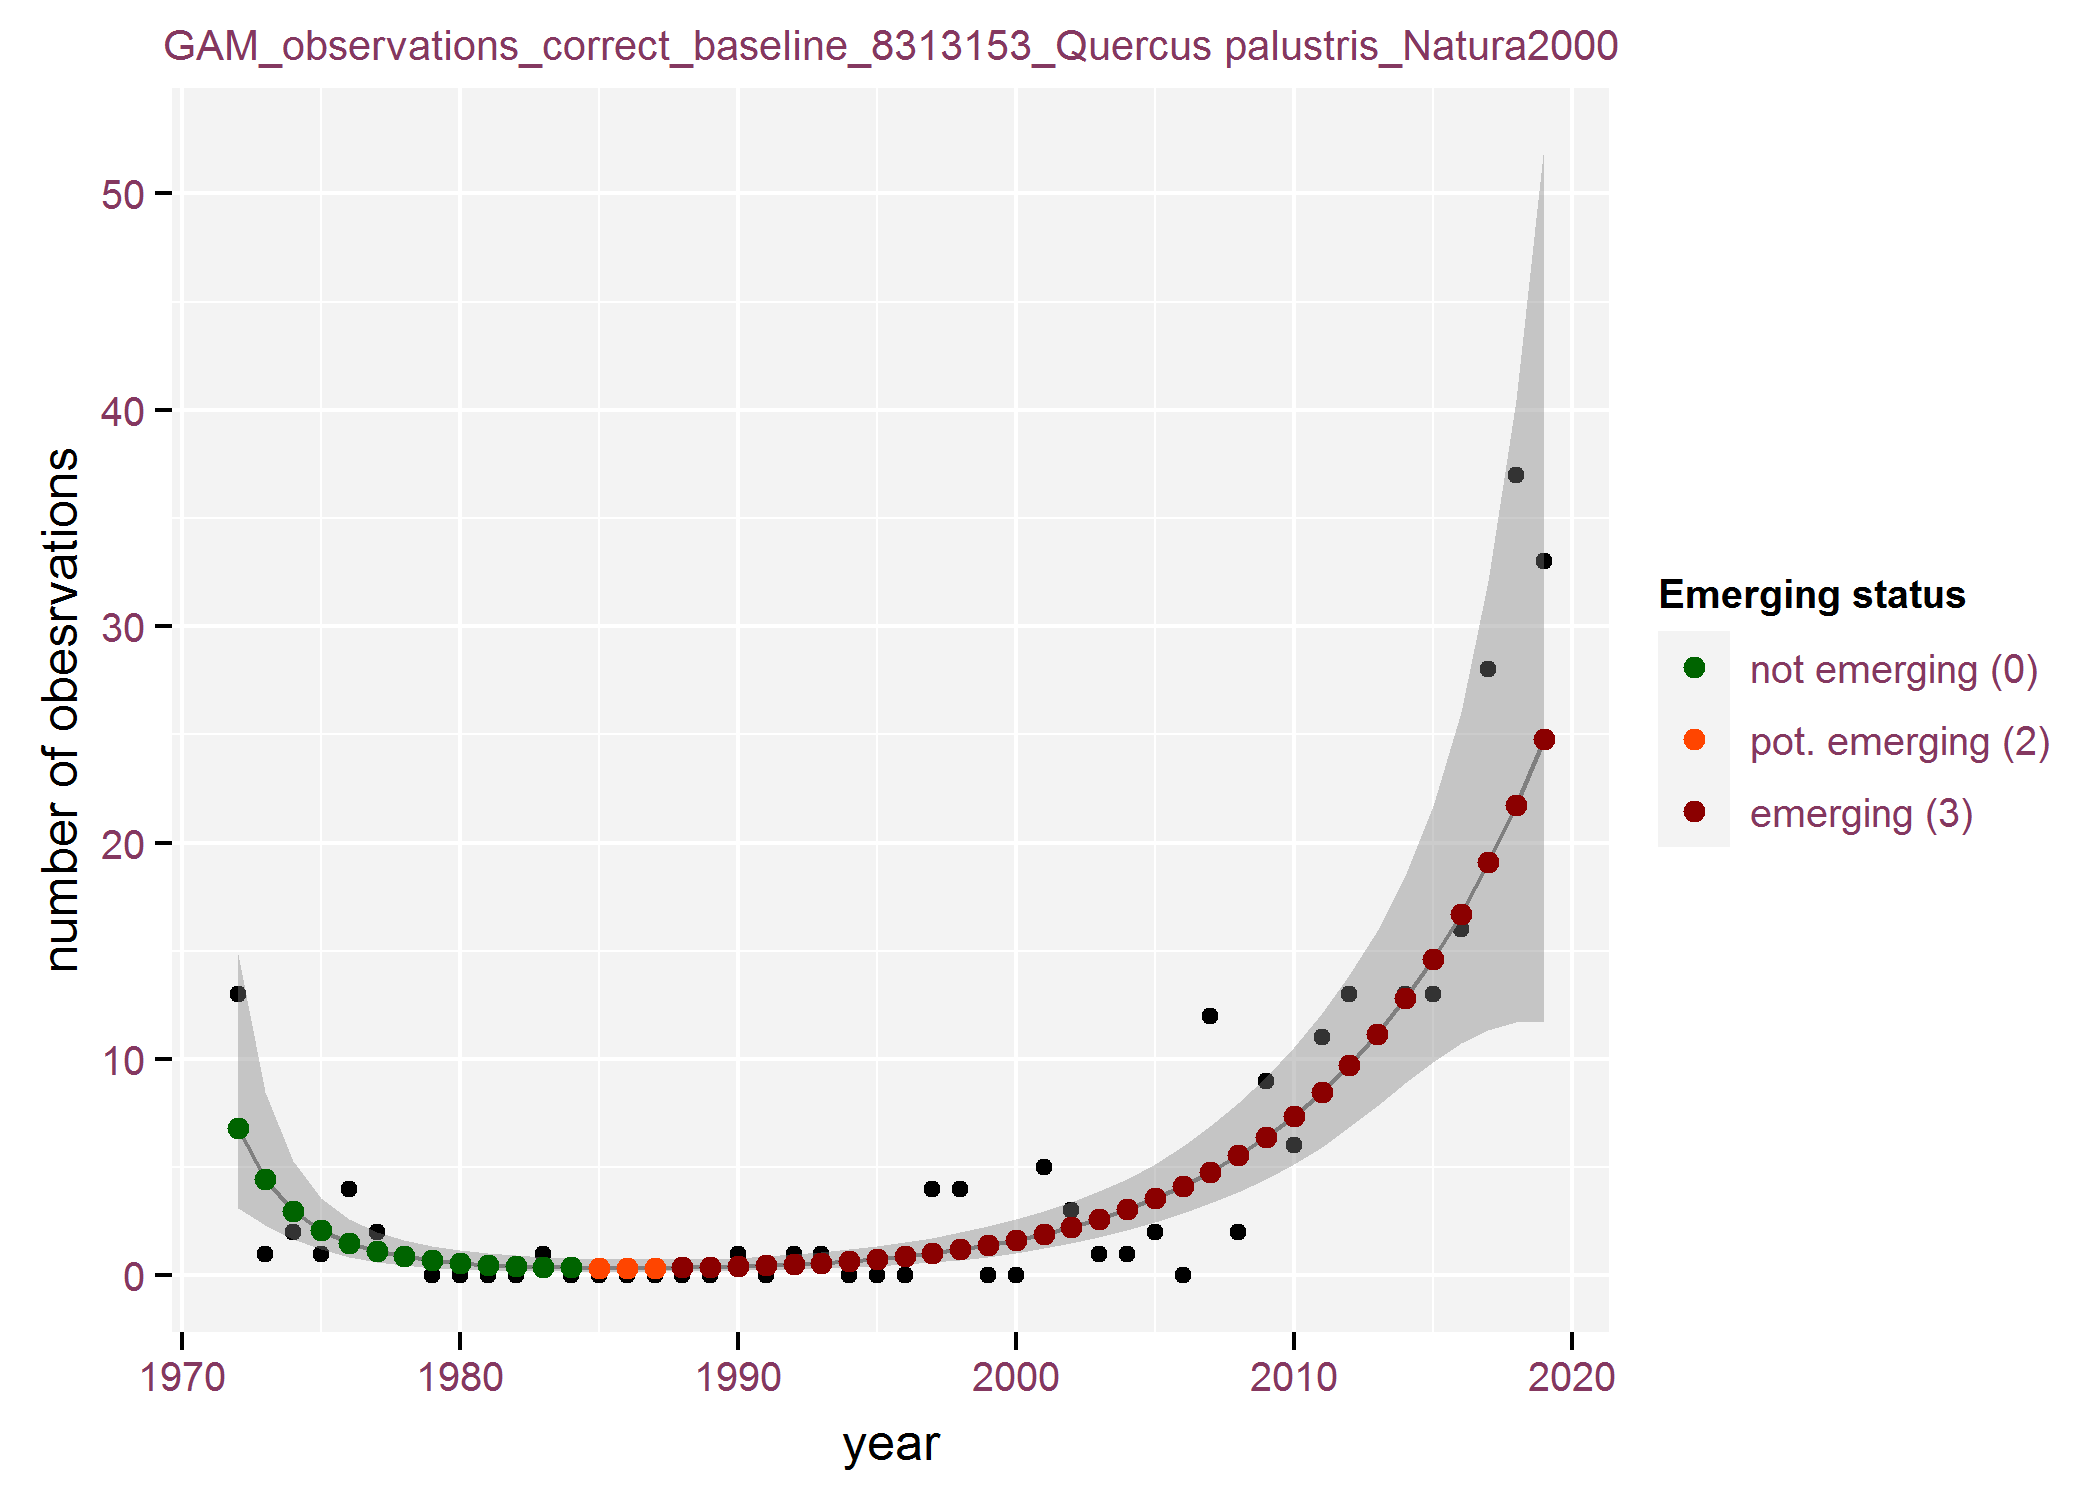 GAM_observations_correct_baseline_8313153_Quercus palustris_Natura2000
number of obesrvations
50
40
30
20
10
0
1970 1980 1990 2000 2010 2020
year
Emerging status
not emerging (0)
pot. emerging (2)
emerging (3)